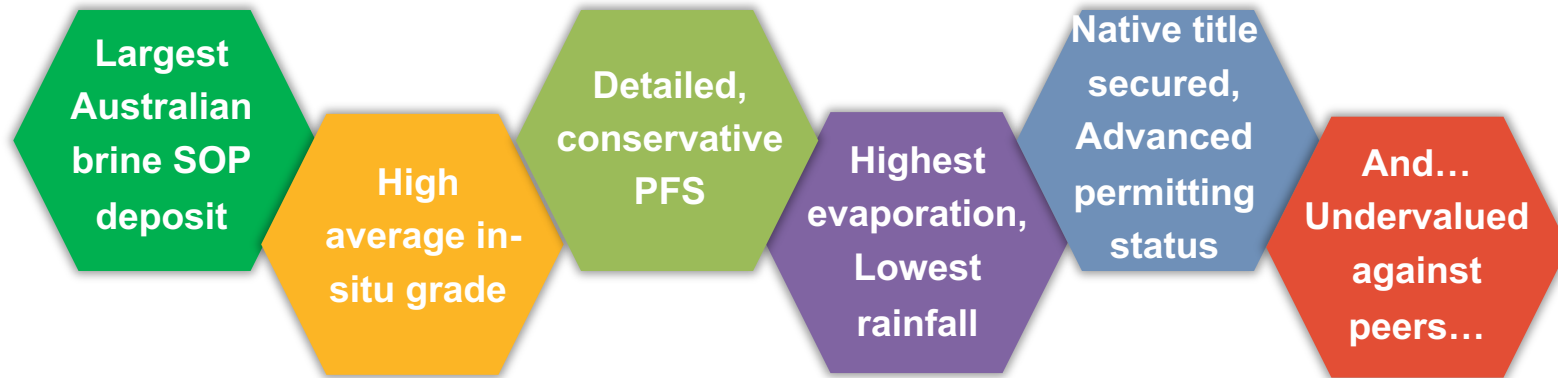 Largest
Australian
brine SOP
deposit
High
average in-
situ grade
Detailed,
conservative
PFS
Highest
evaporation,
Lowest
rainfall
Native title
secured,
Advanced
permitting
status
And…
Undervalued
against
peers…